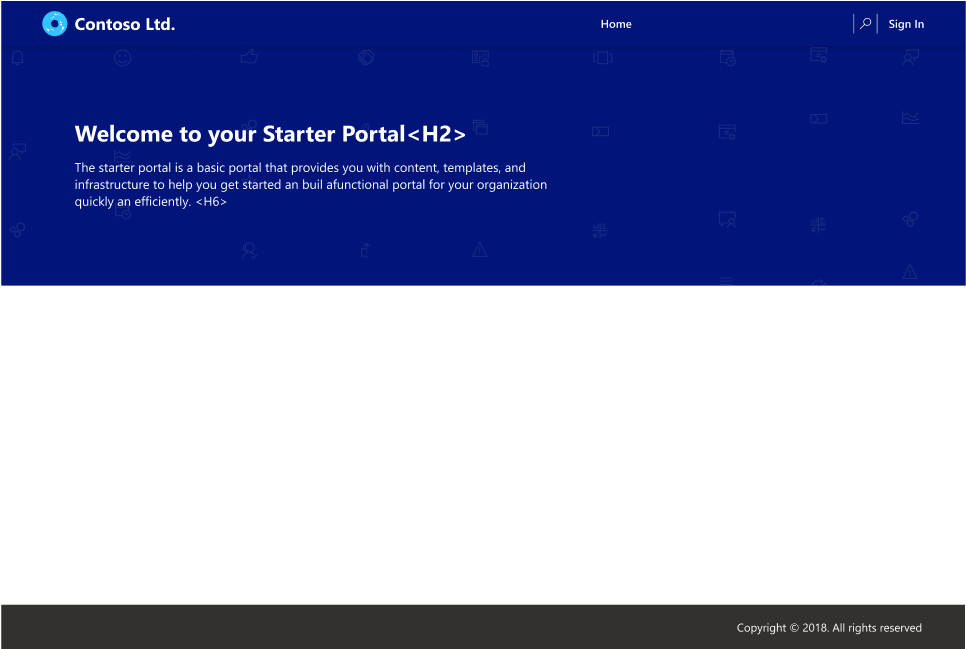 Contoso Ltd.
Home
Sign In
Welcome to your Starter Portal<H2>
The starter portal is a basic portal that provides you with content, templates, and
infrastructure to help you get started an buil afunctional portal for your organization
quickly an efficiently. <H6>
Copyright © 2018. All rights reserved